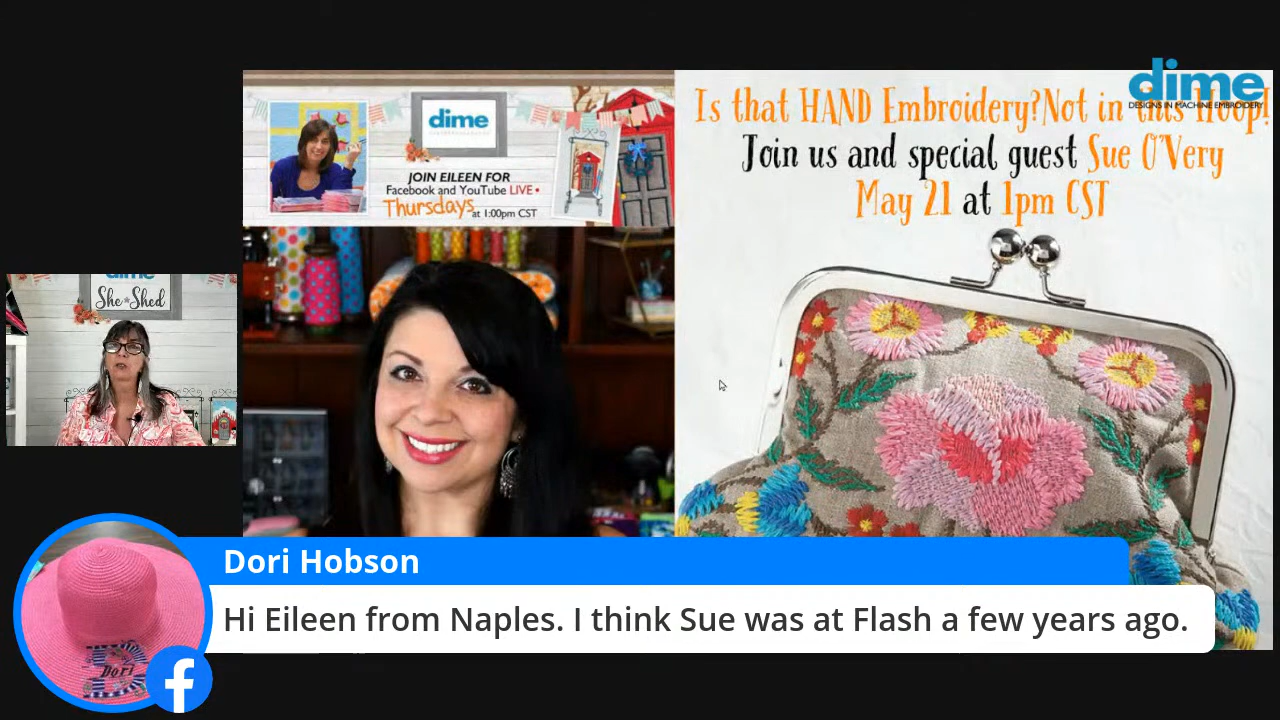 dime
DESIGNS IN MACHINE EMBROIDERY
Is that HAND Embroidery?Not in this Hoop!
Join us and special guest Sue O'Very
May 21 at 1pm CST
dime
JOIN EILEEN FOR
Facebook and YouTube LIVE •
Thursdays at 1:00pm CST
dime
She Shed
Dori Hobson
Hi Eileen from Naples. I think Sue was at Flash a few years ago.
Dori